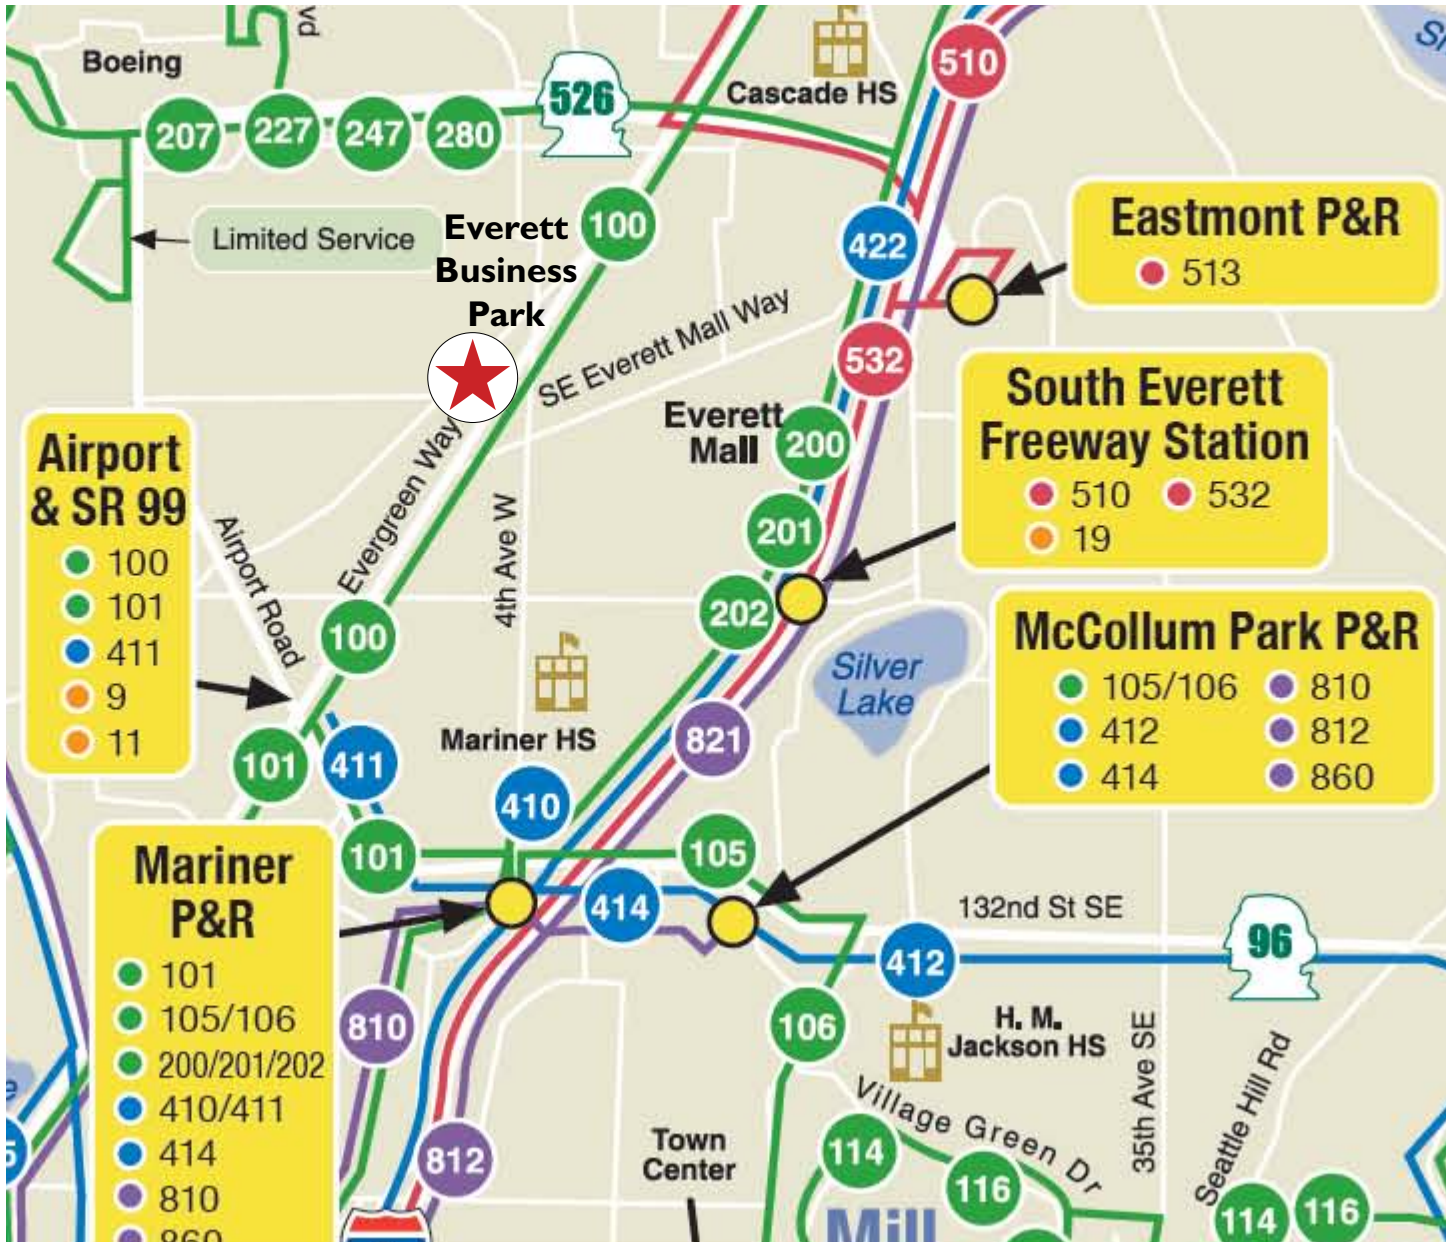 Boeing
207
227
247
280
526
Cascade HS
510
Limited Service
Everett
Business
Park
100
422
Eastmont P&R
513
SE Everett Mall Way
532
Everett
Mall
200
201
202
South Everett
Freeway Station
510 532
19
Airport
& SR 99
100
101
411
9
11
Airport Road
Evergreen Way
4th Ave W
100
101
411
101
Mariner HS
410
821
Silver
Lake
McCollum Park P&R
105/106 810
412 812
414 860
105
414
132nd St SE
96
412
H. M.
Jackson HS
106
810
812
Mariner
P&R
101
105/106
200/201/202
410/411
414
810
860
35th Ave SE
Seattle Hill Rd
Village Green Dr
Town
Center
114
116
114
116
Mill